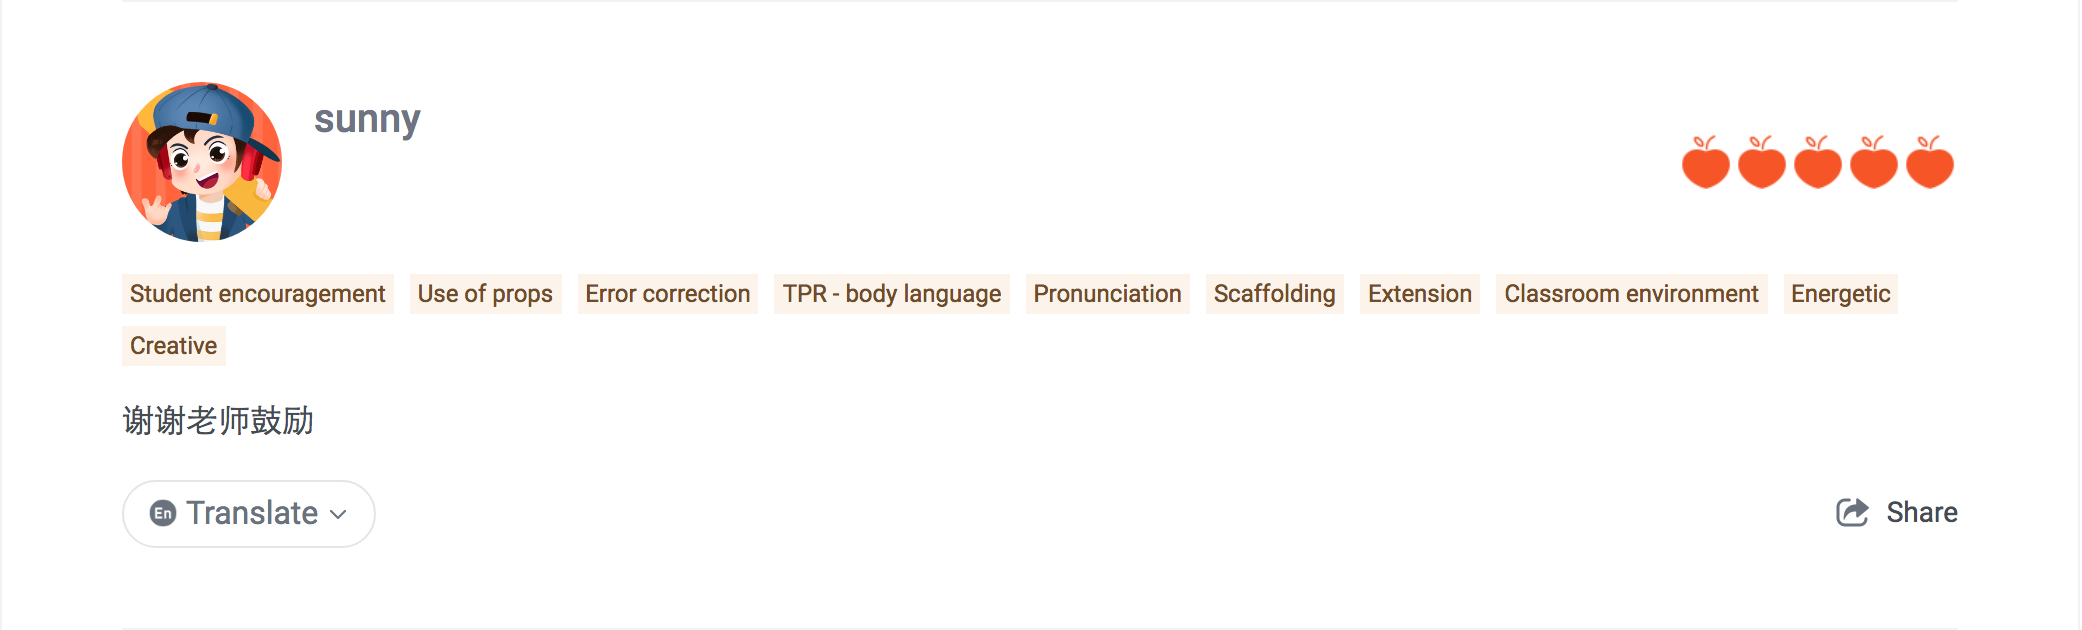 sunny
Student encouragement Use of props Error correction TPR - body language Pronunciation Scaffolding Extension Classroom environment Energetic
Creative
谢谢老师鼓励
En Translate
Share